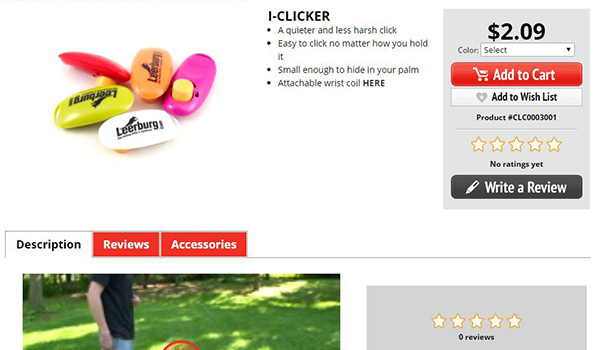 Leerburg
Leerburg
Leerburg
I-CLICKER
A quieter and less harsh click
Easy to click no matter how you hold
it
Small enough to hide in your palm
Attachable wrist coil HERE
$2.09
Color: Select
Add to Cart
Add to Wish List
Product #CLC0003001
No ratings yet
Write a Review
Description
Reviews
Accessories
0 reviews